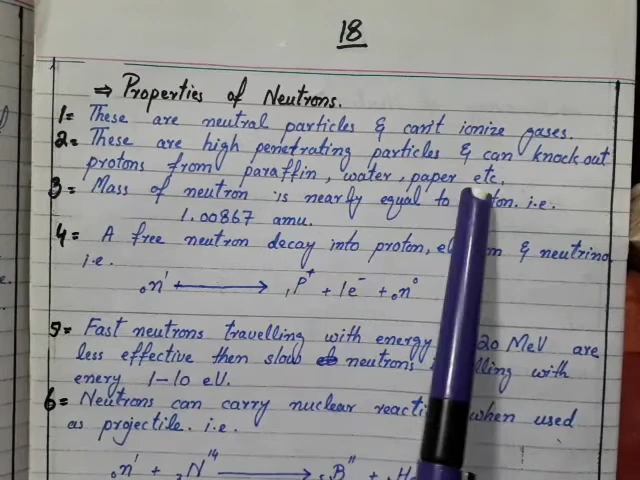 18
⇒ Properties of Neutrons.
1= These are neutral particles & can't ionize gases.
2= These are high penetrating particles & can knock out
protons from paraffin, water, paper etc.
3= Mass of neutron is nearly equal to i.e.
1.00867 amu.
4= A free neutron decay into proton, & neutrino
i.e.
₀n¹ ⟶ ₁P⁺ + 1e⁻ + ₀n⁰
5= Fast neutrons travelling with energy 20 MeV are
less effective then slow neutrons with
enery 1-10 eV.
6= Neutrons can carry nuclear when used
as projectile. i.e.
₀n¹ + ₇N¹⁴ ⟶ B¹¹ +